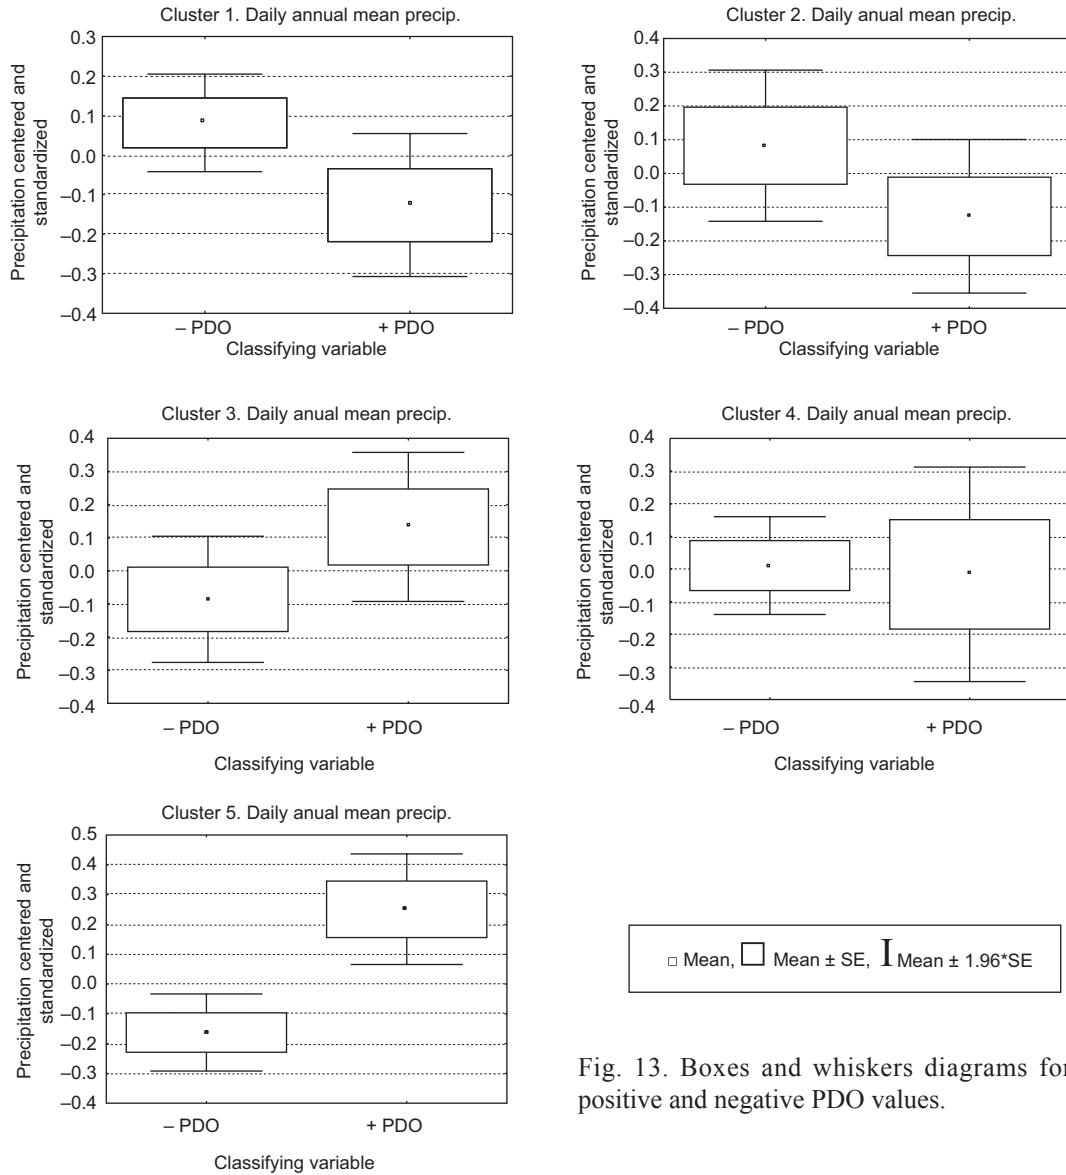 Cluster 1. Daily annual mean precip.
Precipitation centered and
standardized
0.3
0.2
0.1
0.0
–0.1
–0.2
–0.3
–0.4
– PDO + PDO
Classifying variable
Cluster 2. Daily anual mean precip.
Precipitation centered and
standardized
0.4
0.3
0.2
0.1
0.0
–0.1
–0.2
–0.3
–0.4
– PDO + PDO
Classifying variable
Cluster 3. Daily anual mean precip.
Precipitation centered and
standardized
0.4
0.3
0.2
0.1
0.0
–0.1
–0.2
–0.3
–0.4
– PDO + PDO
Classifying variable
Cluster 4. Daily anual mean precip.
Precipitation centered and
standardized
0.4
0.3
0.2
0.1
0.0
–0.1
–0.2
–0.3
–0.4
– PDO + PDO
Classifying variable
Cluster 5. Daily anual mean precip.
Precipitation centered and
standardized
0.5
0.4
0.3
0.2
0.1
0.0
–0.1
–0.2
–0.3
–0.4
– PDO + PDO
Classifying variable
Mean, Mean ± SE, Mean ± 1.96*SE
Fig. 13. Boxes and whiskers diagrams for
positive and negative PDO values.